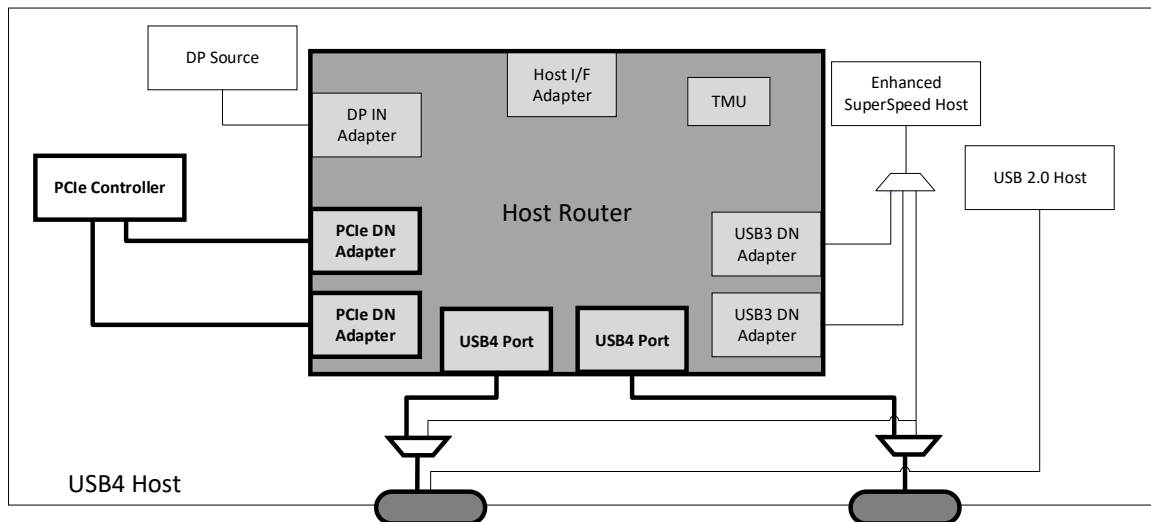 DP Source
Host I/F
Adapter
TMU
Enhanced
SuperSpeed Host
DP IN
Adapter
PCIe Controller
USB 2.0 Host
Host Router
PCIe DN
Adapter
USB3 DN
Adapter
PCIe DN
Adapter
USB4 Port
USB4 Port
USB3 DN
Adapter
USB4 Host